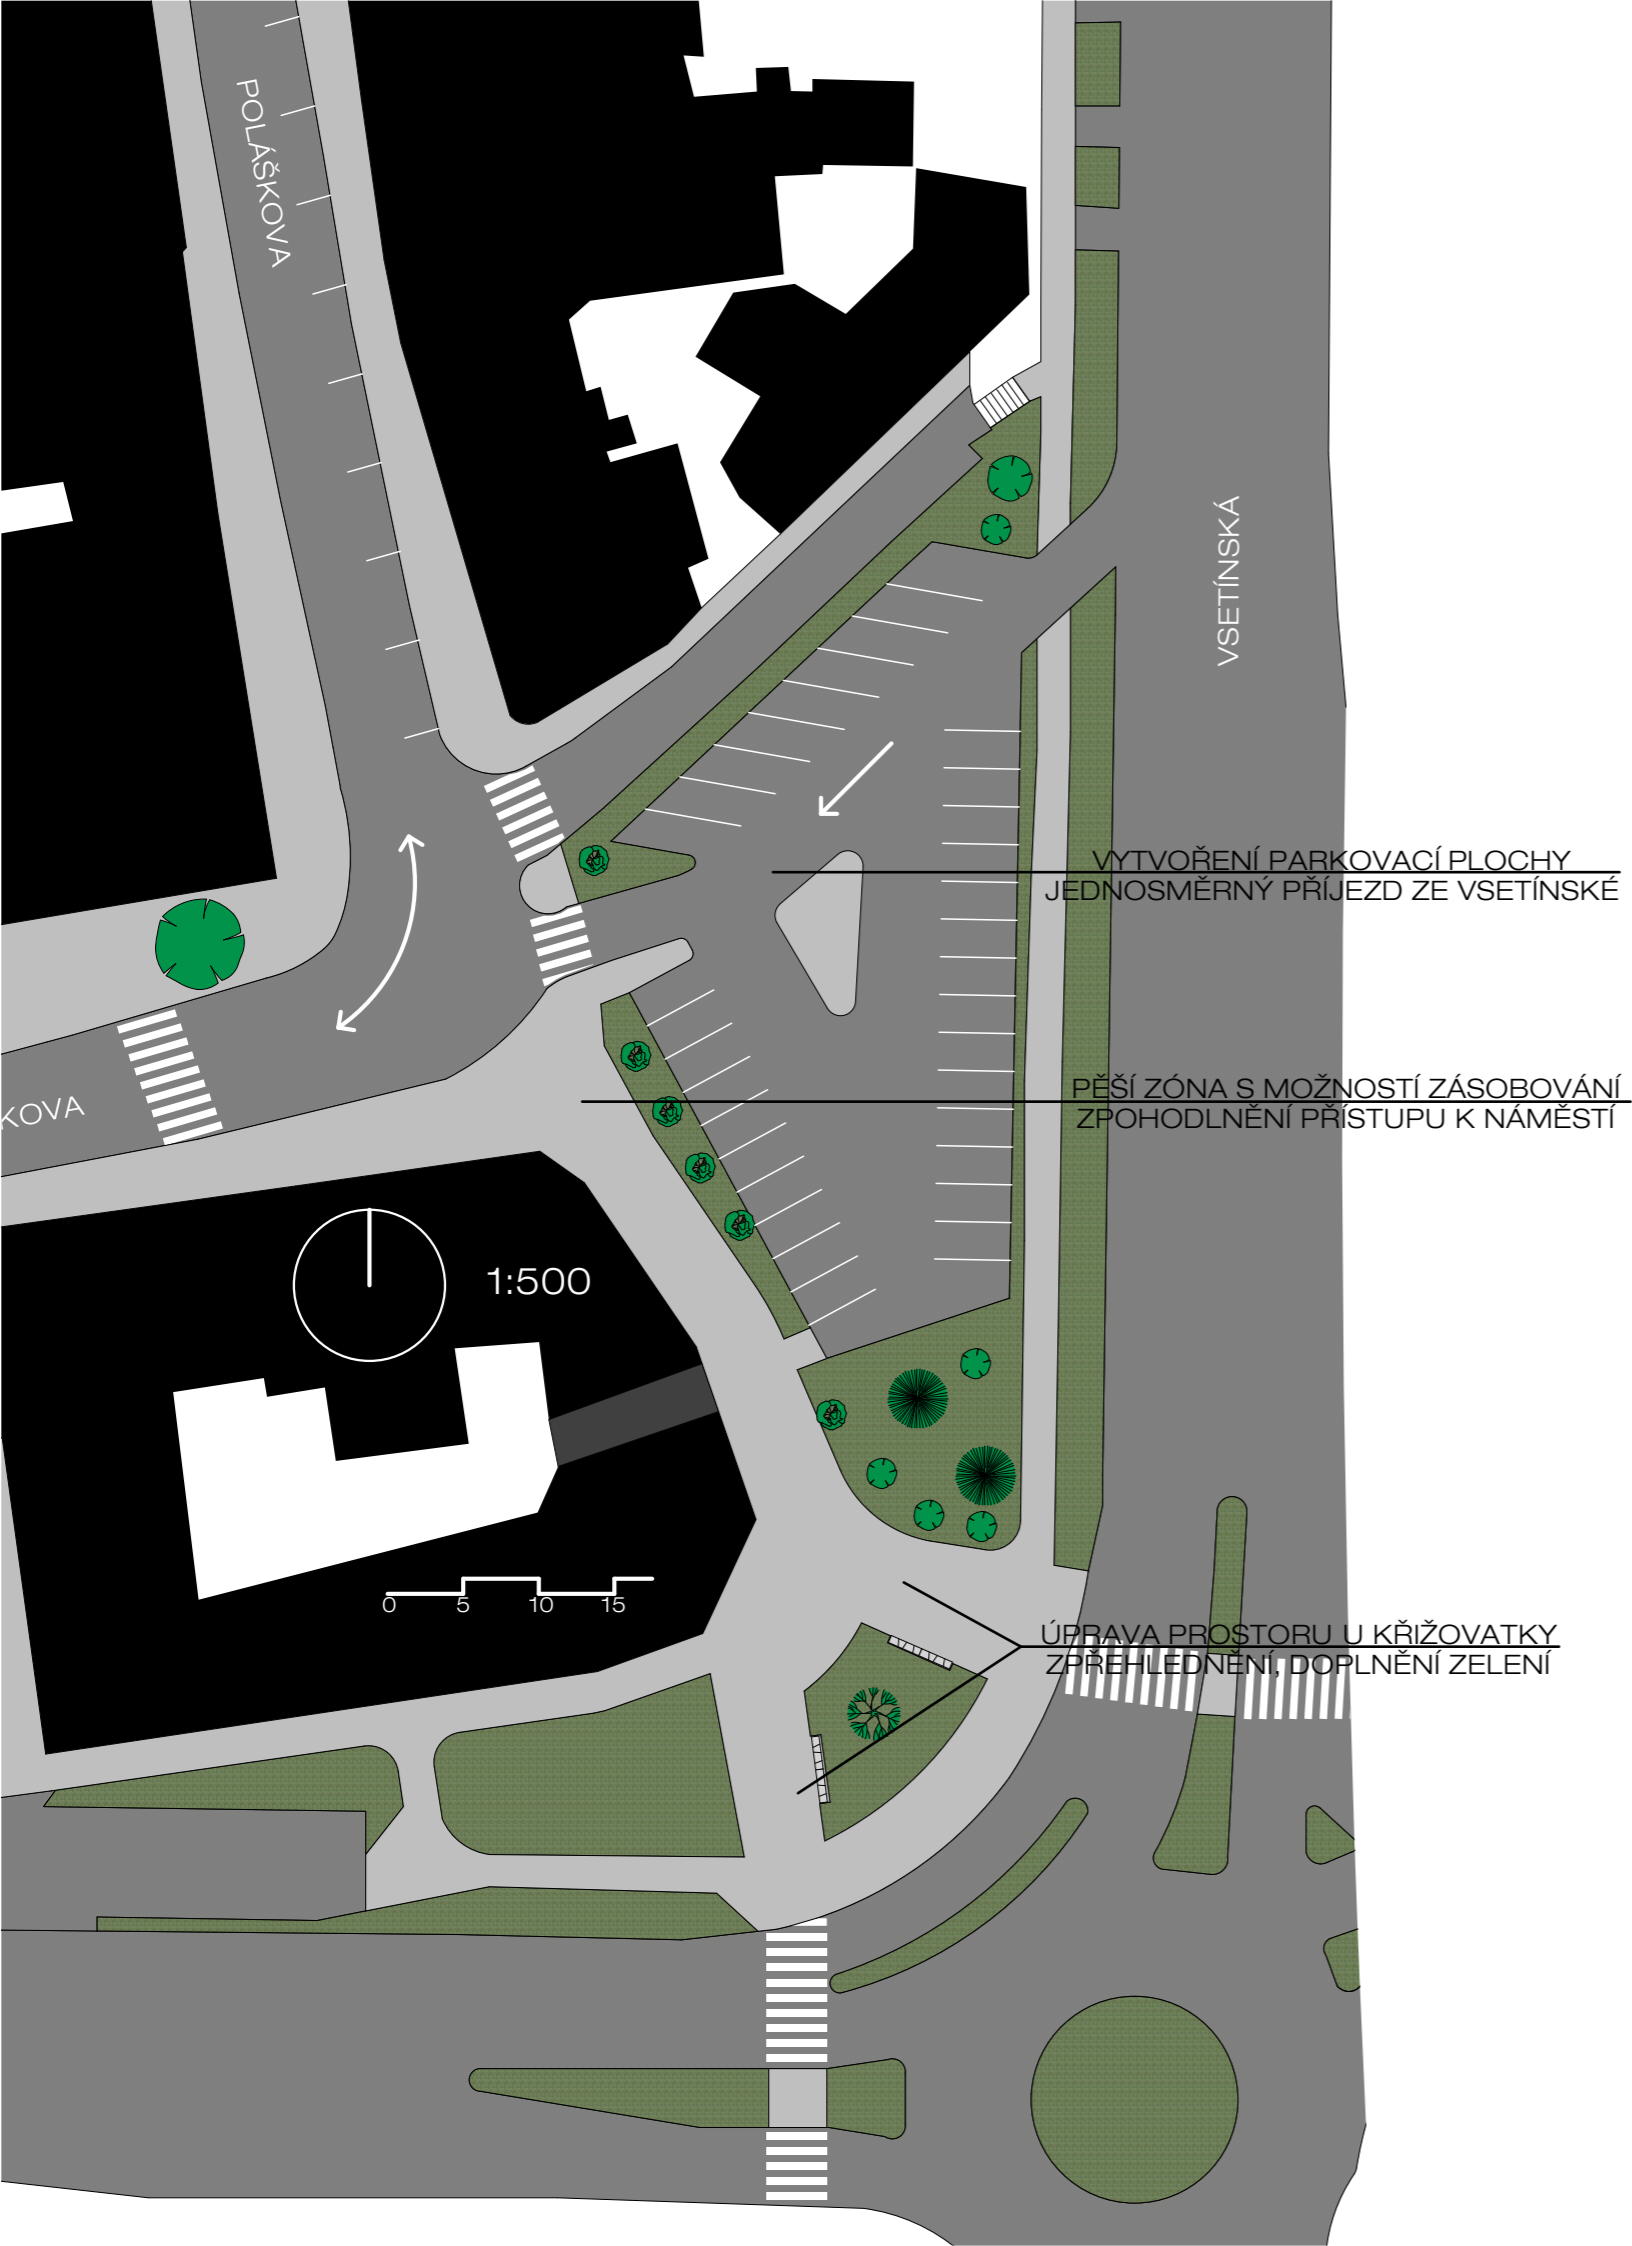 POLÁŠKOVA
VSETÍNSKÁ
VYTVOŘENÍ PARKOVACÍ PLOCHY
JEDNOSMĚRNÝ PŘÍJEZD ZE VSETÍNSKÉ
PĚŠÍ ZÓNA S MOŽNOSTÍ ZÁSOBOVÁNÍ
ZPOHODLNĚNÍ PŘÍSTUPU K NÁMĚSTÍ
KOVA
1:500
0 5 10 15
ÚPRAVA PROSTORU U KŘIŽOVATKY
ZPŘEHLEDNĚNÍ, DOPLNĚNÍ ZELENÍ